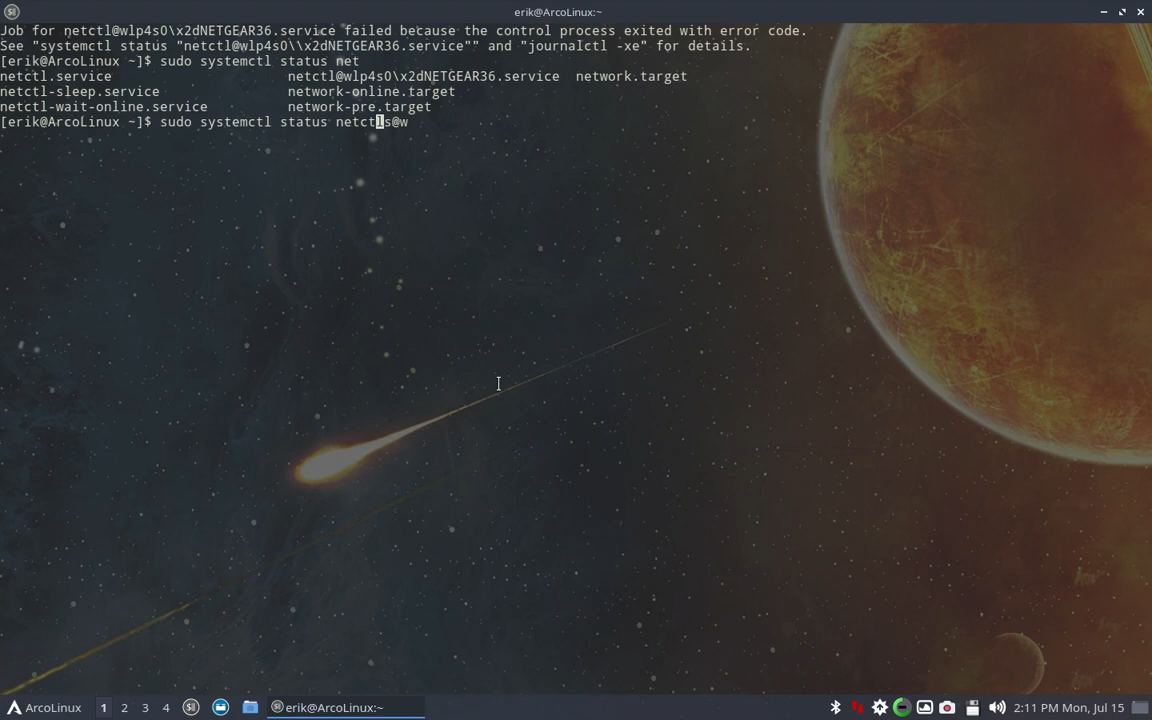 erik@ArcoLinux:~
Job for netctl@wlp4s0\x2dNETGEAR36.service failed because the control process exited with error code.
See "systemctl status "netctl@wlp4s0\\x2dNETGEAR36.service"" and "journalctl -xe" for details.
[erik@ArcoLinux ~]$ sudo systemctl status net
netctl.service netctl@wlp4s0\x2dNETGEAR36.service network.target
netctl-sleep.service network-online.target
netctl-wait-online.service network-pre.target
[erik@ArcoLinux ~]$ sudo systemctl status netctls@w
ArcoLinux 1 2 3 4 erik@ArcoLinux:~ 2:11 PM Mon, Jul 15